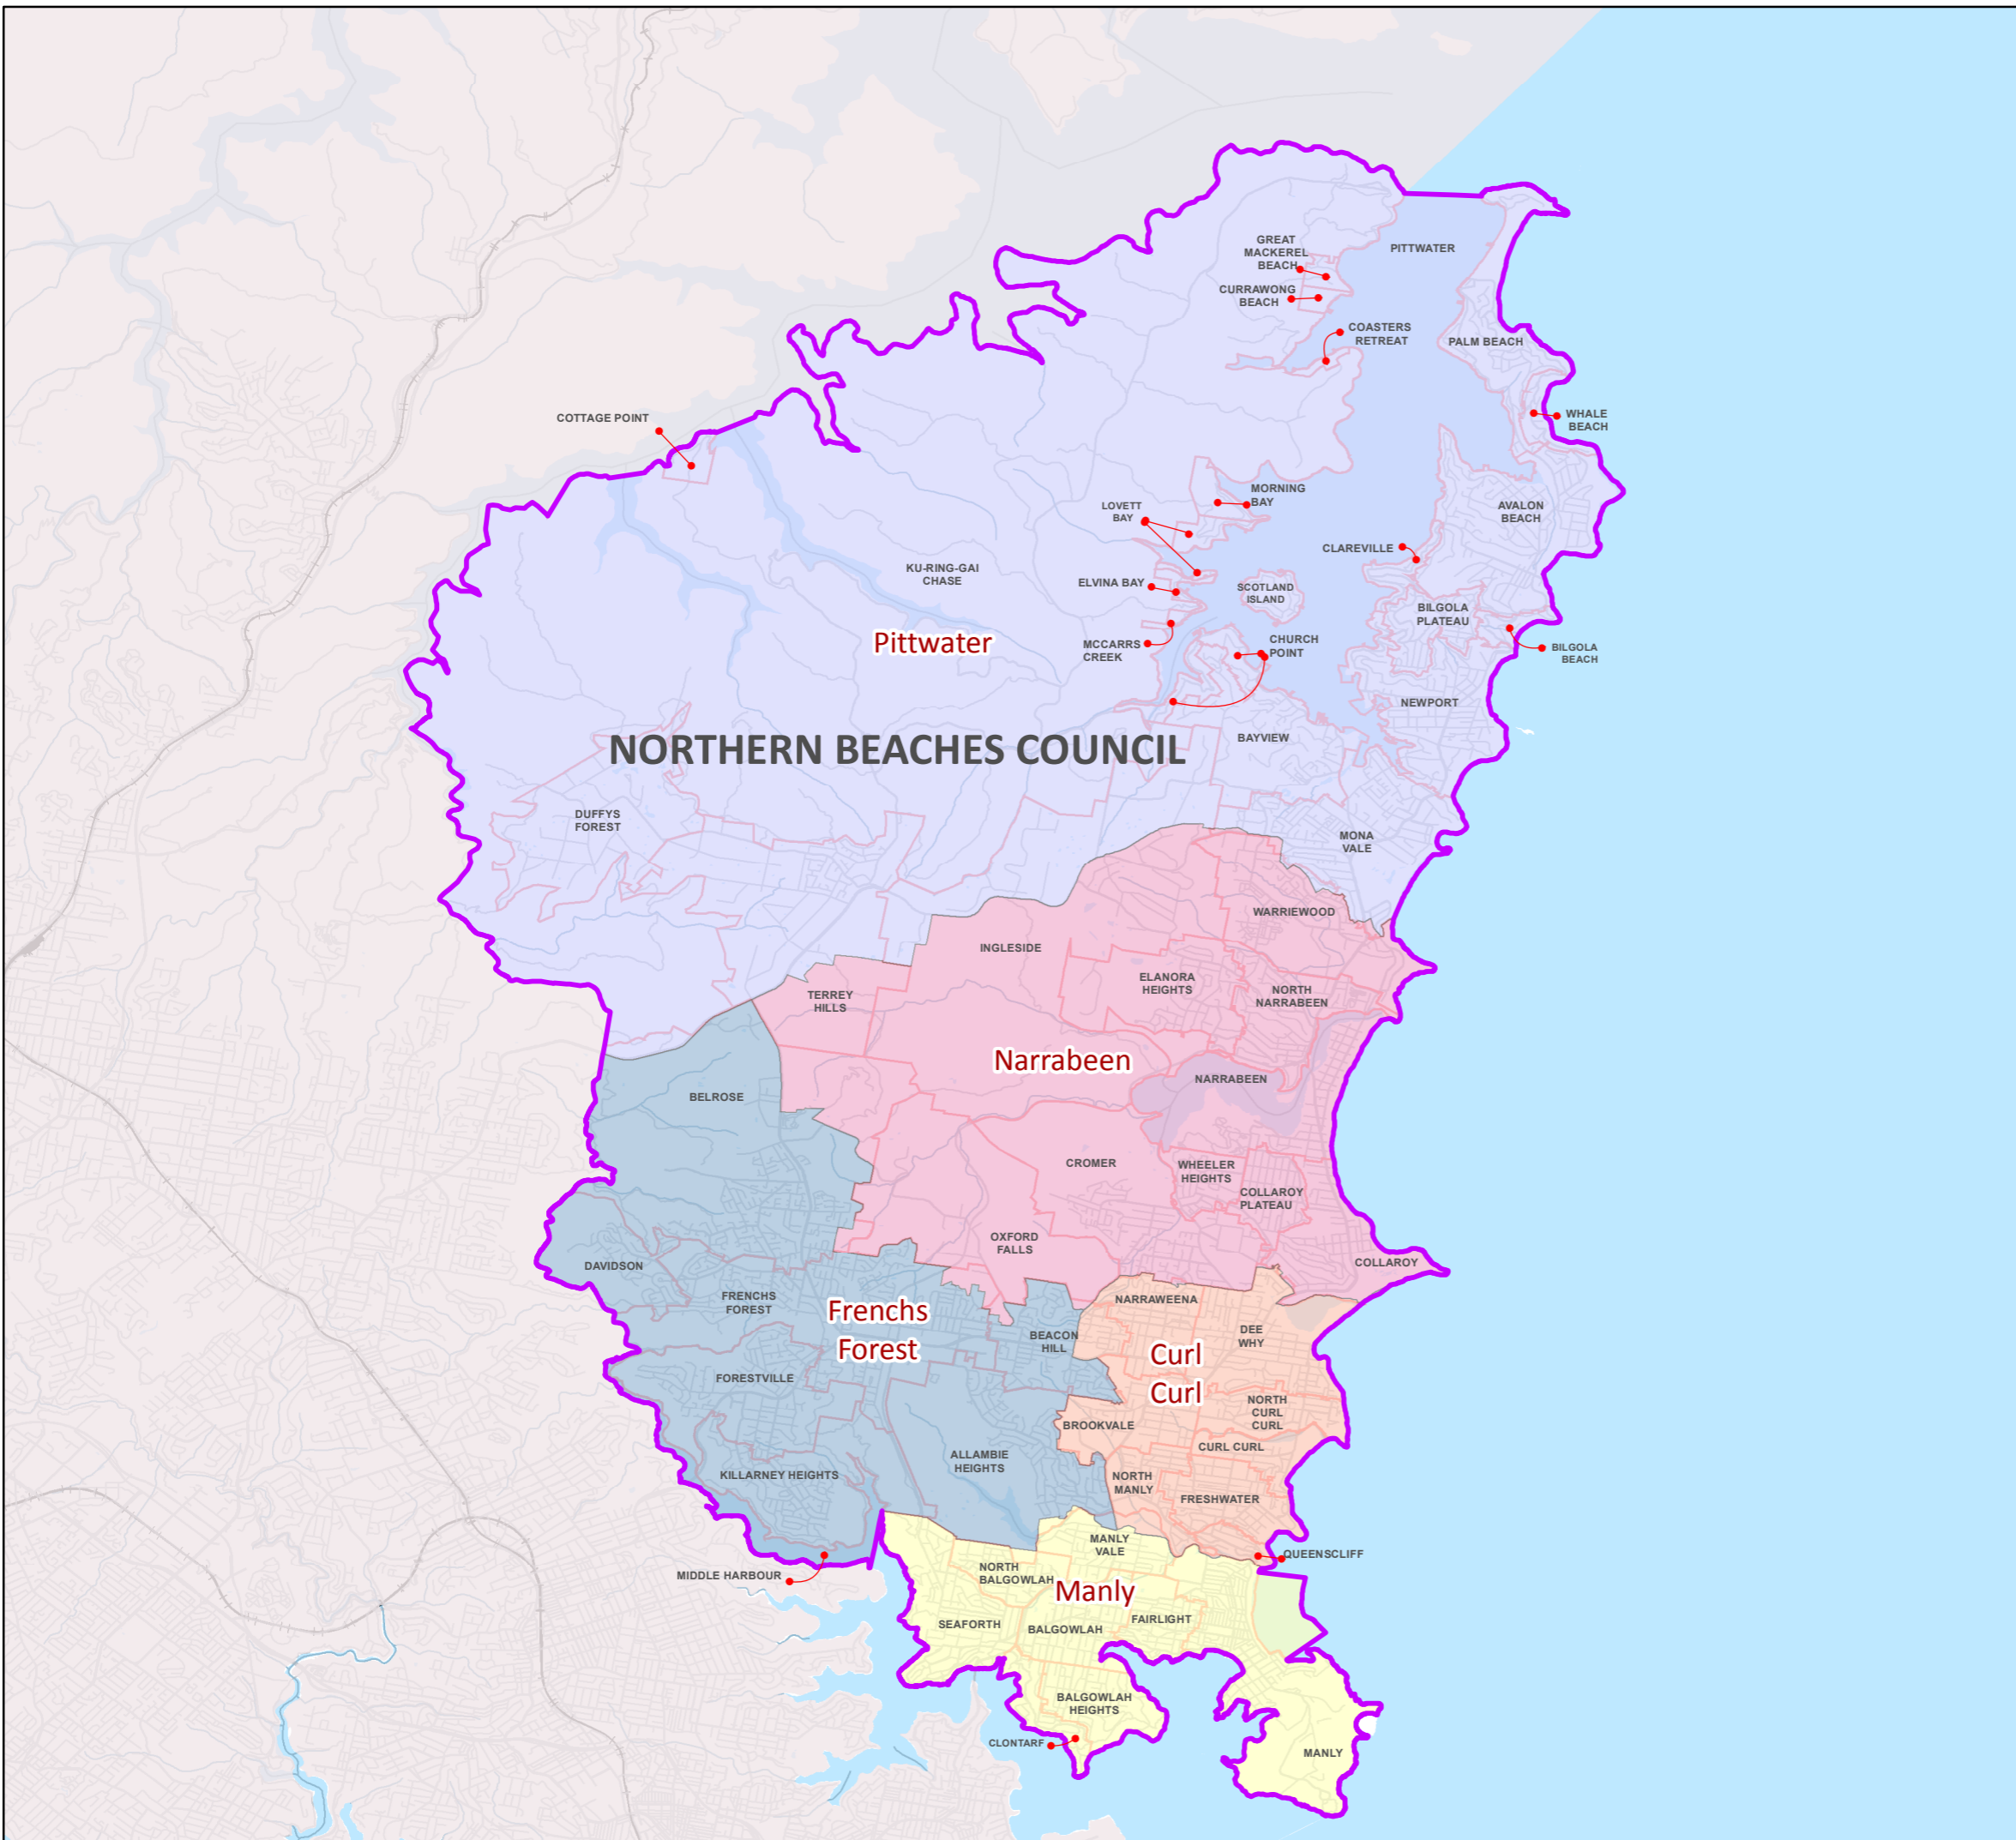 GREAT
MACKEREL
BEACH
PITTWATER
CURRAWONG
BEACH
COASTERS
RETREAT
PALM BEACH
WHALE
BEACH
COTTAGE POINT
MORNING
BAY
LOVETT
BAY
AVALON
BEACH
CLAREVILLE
KU-RING-GAI
CHASE
ELVINA BAY
SCOTLAND
ISLAND
BILGOLA
PLATEAU
Pittwater
MCCARRS
CREEK
CHURCH
POINT
BILGOLA
BEACH
NEWPORT
NORTHERN BEACHES COUNCIL
BAYVIEW
DUFFYS
FOREST
MONA
VALE
WARRIEWOOD
INGLESIDE
ELANORA
HEIGHTS
NORTH
NARRABEEN
TERREY
HILLS
Narrabeen
NARRABEEN
BELROSE
CROMER
WHEELER
HEIGHTS
COLLAROY
PLATEAU
OXFORD
FALLS
COLLAROY
DAVIDSON
FRENCHS
FOREST
Frenchs
Forest
NARRAWEENA
BEACON
HILL
DEE
WHY
Curl
Curl
FORESTVILLE
NORTH
CURL
CURL
BROOKVALE
CURL CURL
ALLAMBIE
HEIGHTS
KILLARNEY HEIGHTS
NORTH
MANLY
FRESHWATER
MANLY
VALE
QUEENSCLIFF
MIDDLE HARBOUR
NORTH
BALGOWLAH
Manly
SEAFORTH
BALGOWLAH
FAIRLIGHT
BALGOWLAH
HEIGHTS
CLONTARF
MANLY